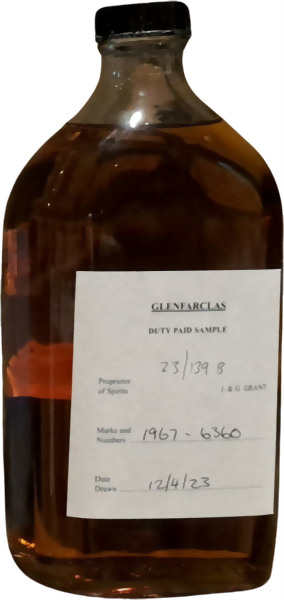 GLENFARCLAS
DUTY PAID SAMPLE
23/139 B
Proprietor
of Spirits J. & G. GRANT
Marks and
Numbers 1967 - 6360
Date
Drawn 12/4/23